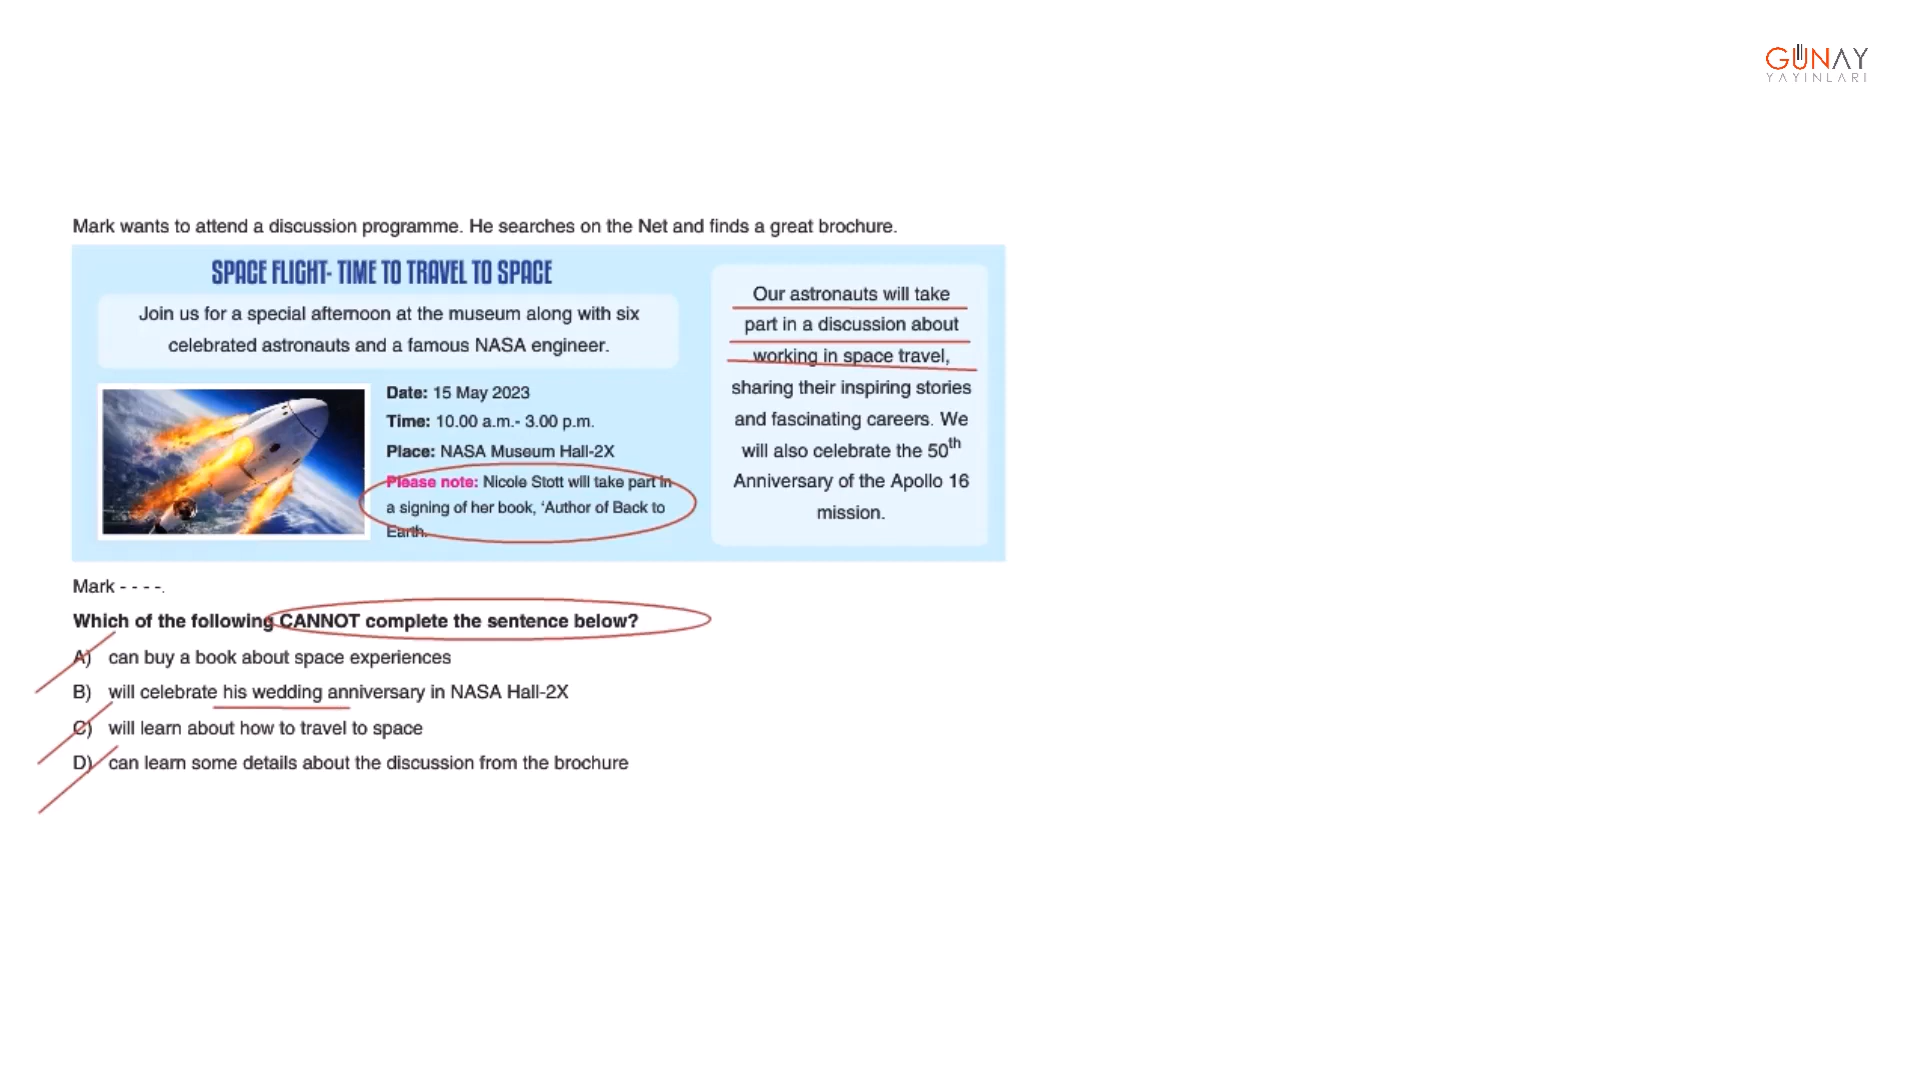 GÜNAY
YAYINLARI
Mark wants to attend a discussion programme. He searches on the Net and finds a great brochure.
SPACE FLIGHT- TIME TO TRAVEL TO SPACE
Join us for a special afternoon at the museum along with six
celebrated astronauts and a famous NASA engineer.
Date: 15 May 2023
Time: 10.00 a.m.- 3.00 p.m.
Place: NASA Museum Hall-2X
Please note: Nicole Stott will take part in
a signing of her book, ‘Author of Back to
Earth.
Our astronauts will take
part in a discussion about
working in space travel,
sharing their inspiring stories
and fascinating careers. We
will also celebrate the 50th
Anniversary of the Apollo 16
mission.
Mark - - - -.
Which of the following CANNOT complete the sentence below?
A) can buy a book about space experiences
B) will celebrate his wedding anniversary in NASA Hall-2X
C) will learn about how to travel to space
D) can learn some details about the discussion from the brochure